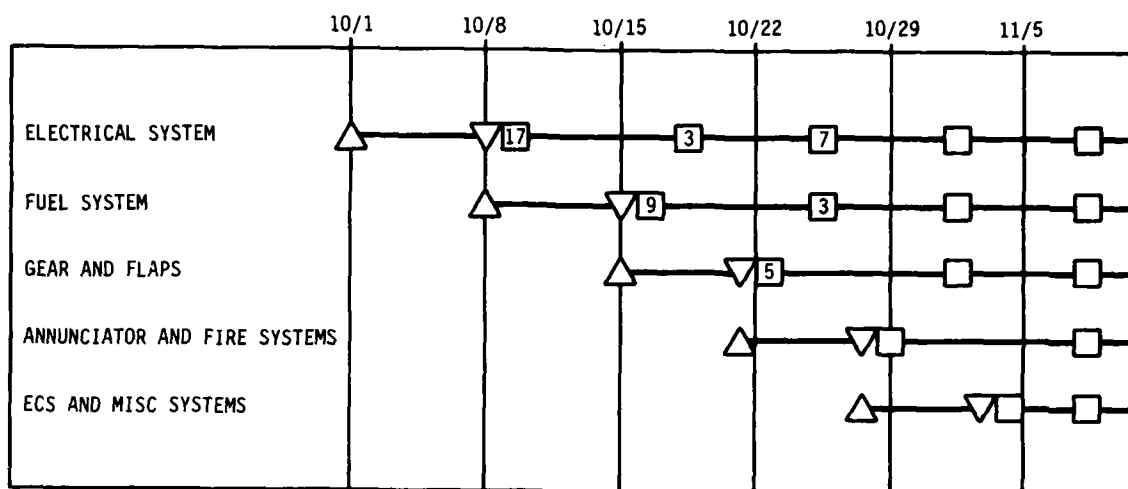 10/1 10/8 10/15 10/22 10/29 11/5
ELECTRICAL SYSTEM 17 3 7
FUEL SYSTEM 9 3
GEAR AND FLAPS 5
ANNUNCIATOR AND FIRE SYSTEMS
ECS AND MISC SYSTEMS